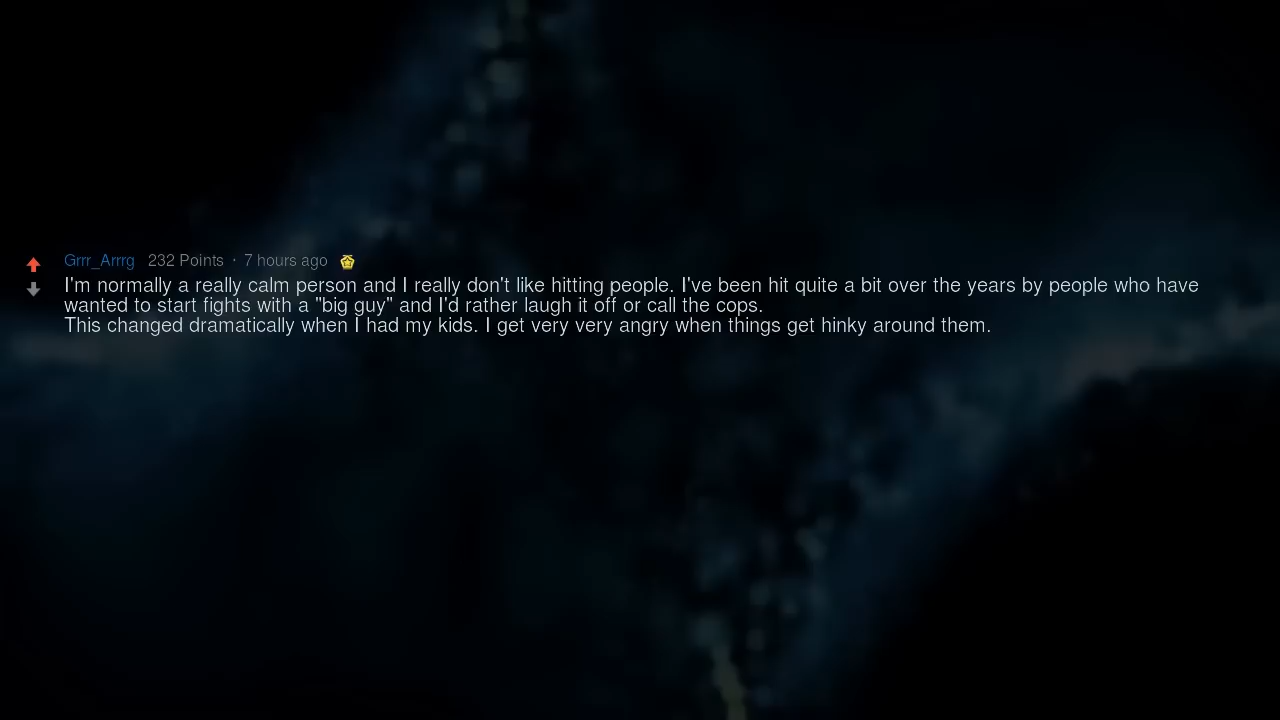 Grrr_Arrrg 232 Points · 7 hours ago
I'm normally a really calm person and I really don't like hitting people. I've been hit quite a bit over the years by people who have
wanted to start fights with a "big guy" and I'd rather laugh it off or call the cops.
This changed dramatically when I had my kids. I get very very angry when things get hinky around them.